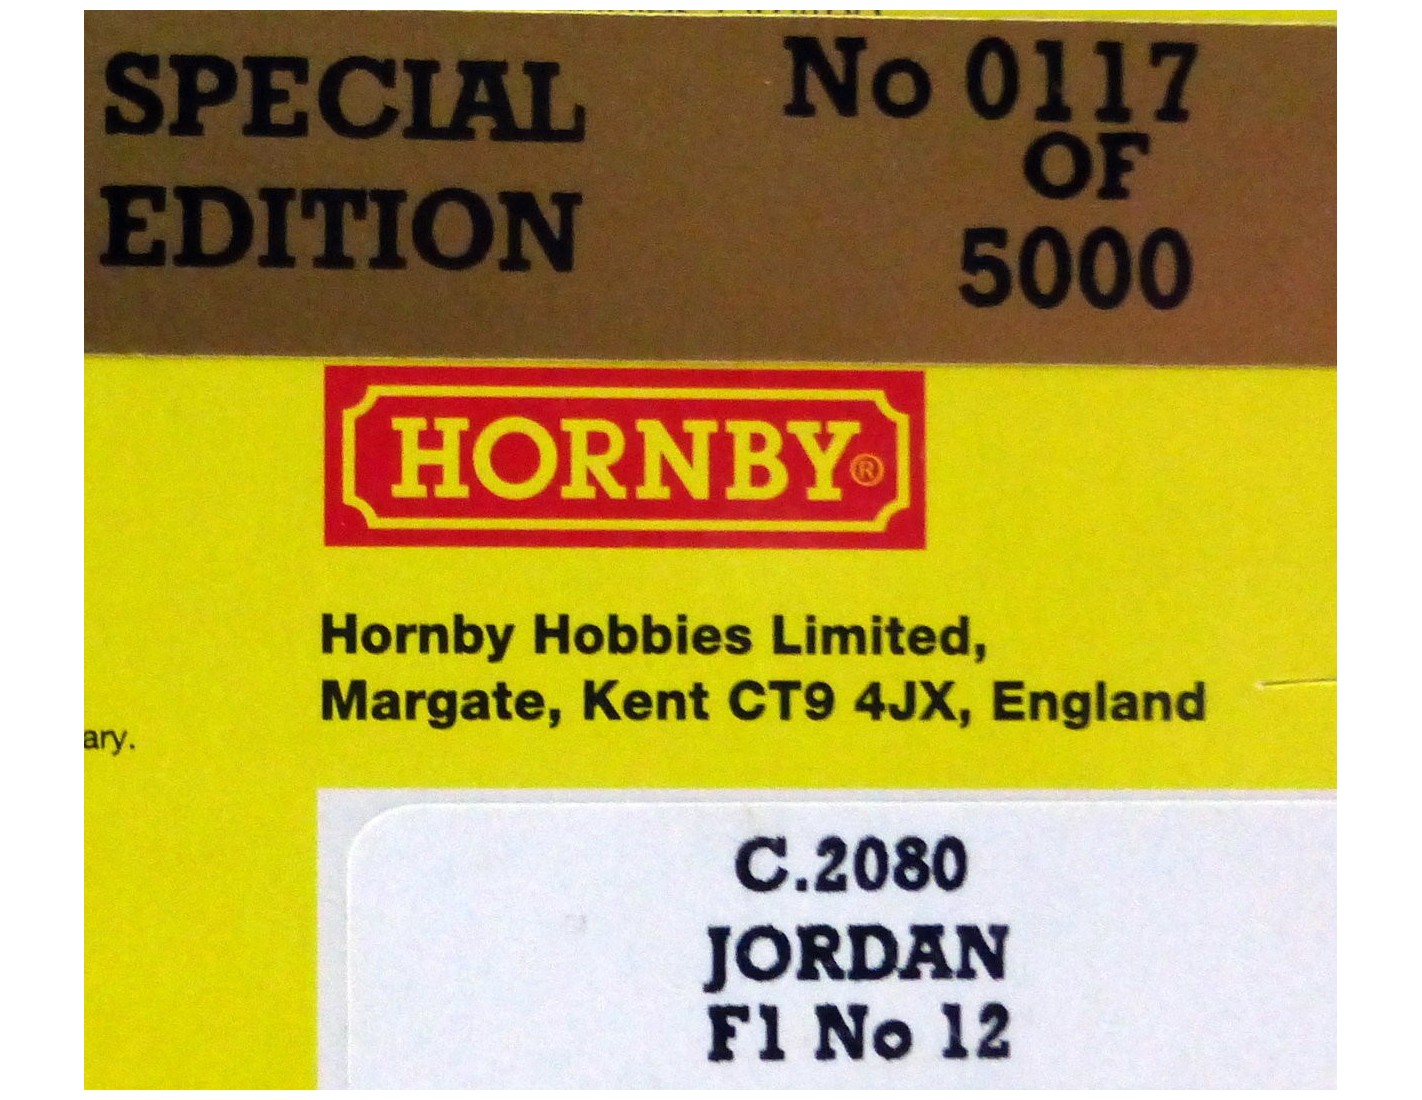 SPECIAL
EDITION
No 0117
OF
5000
HORNBY®
Hornby Hobbies Limited,
Margate, Kent CT9 4JX, England
ary.
C.2080
JORDAN
F1 No 12